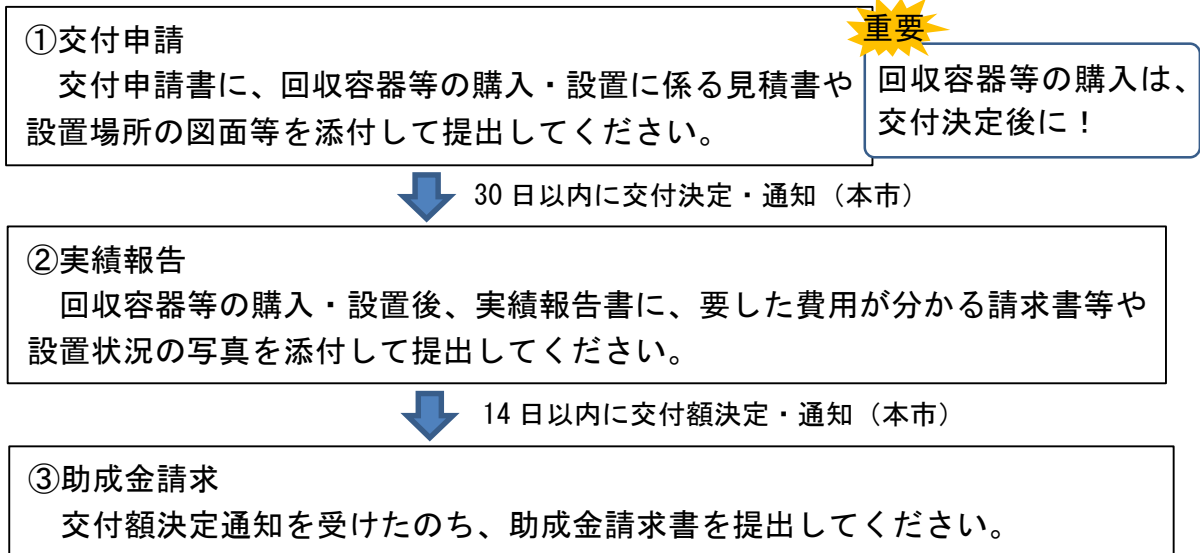 ①交付申請
交付申請書に、回収容器等の購入・設置に係る見積書や
設置場所の図面等を添付して提出してください。
重要
回収容器等の購入は、
交付決定後に！
30日以内に交付決定・通知（本市）
②実績報告
回収容器等の購入・設置後、実績報告書に、要した費用が分かる請求書等や
設置状況の写真を添付して提出してください。
14日以内に交付額決定・通知（本市）
③助成金請求
交付額決定通知を受けたのち、助成金請求書を提出してください。